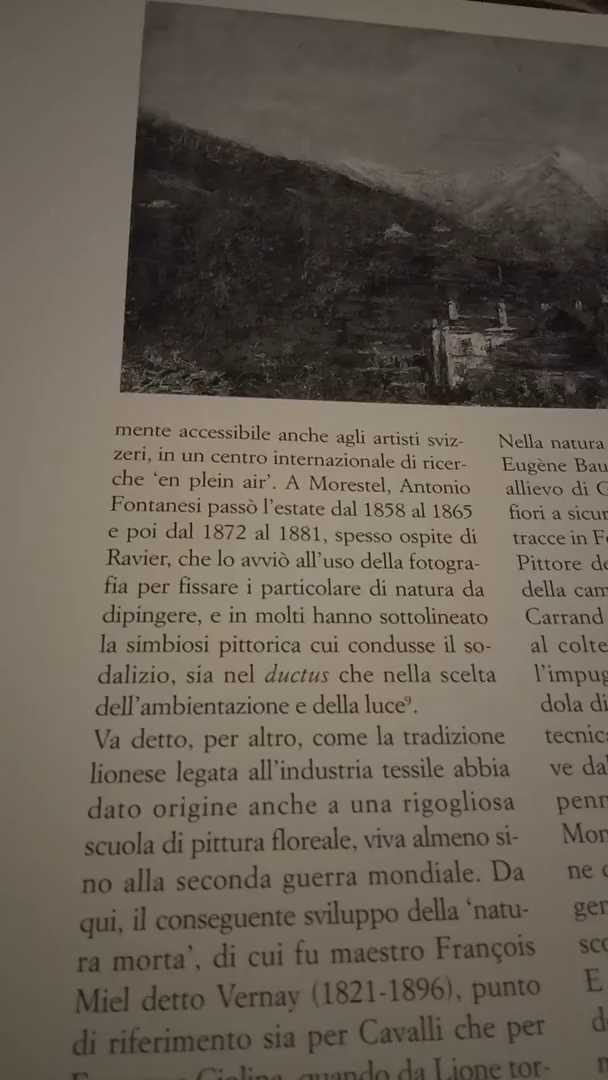 mente accessibile anche agli artisti sviz-
zeri, in un centro internazionale di ricer-
che ‘en plein air’. A Morestel, Antonio
Fontanesi passò l’estate dal 1858 al 1865
e poi dal 1872 al 1881, spesso ospite di
Ravier, che lo avviò all’uso della fotogra-
fia per fissare i particolare di natura da
dipingere, e in molti hanno sottolineato
la simbiosi pittorica cui condusse il so-
dalizio, sia nel ductus che nella scelta
dell’ambientazione e della luce⁹.
Va detto, per altro, come la tradizione
lionese legata all’industria tessile abbia
dato origine anche a una rigogliosa
scuola di pittura floreale, viva almeno si-
no alla seconda guerra mondiale. Da
qui, il conseguente sviluppo della ‘natu-
ra morta’, di cui fu maestro François
Miel detto Vernay (1821-1896), punto
di riferimento sia per Cavalli che per
quando da Lione tor-
Nella natura
Eugène Bau
allievo di
fiori a sicur
tracce in
Pittore de
della cam
Carrand
al colte
l’impug
dola di
tecnic
ve da
penn
Mon
ne
ger
sco
E